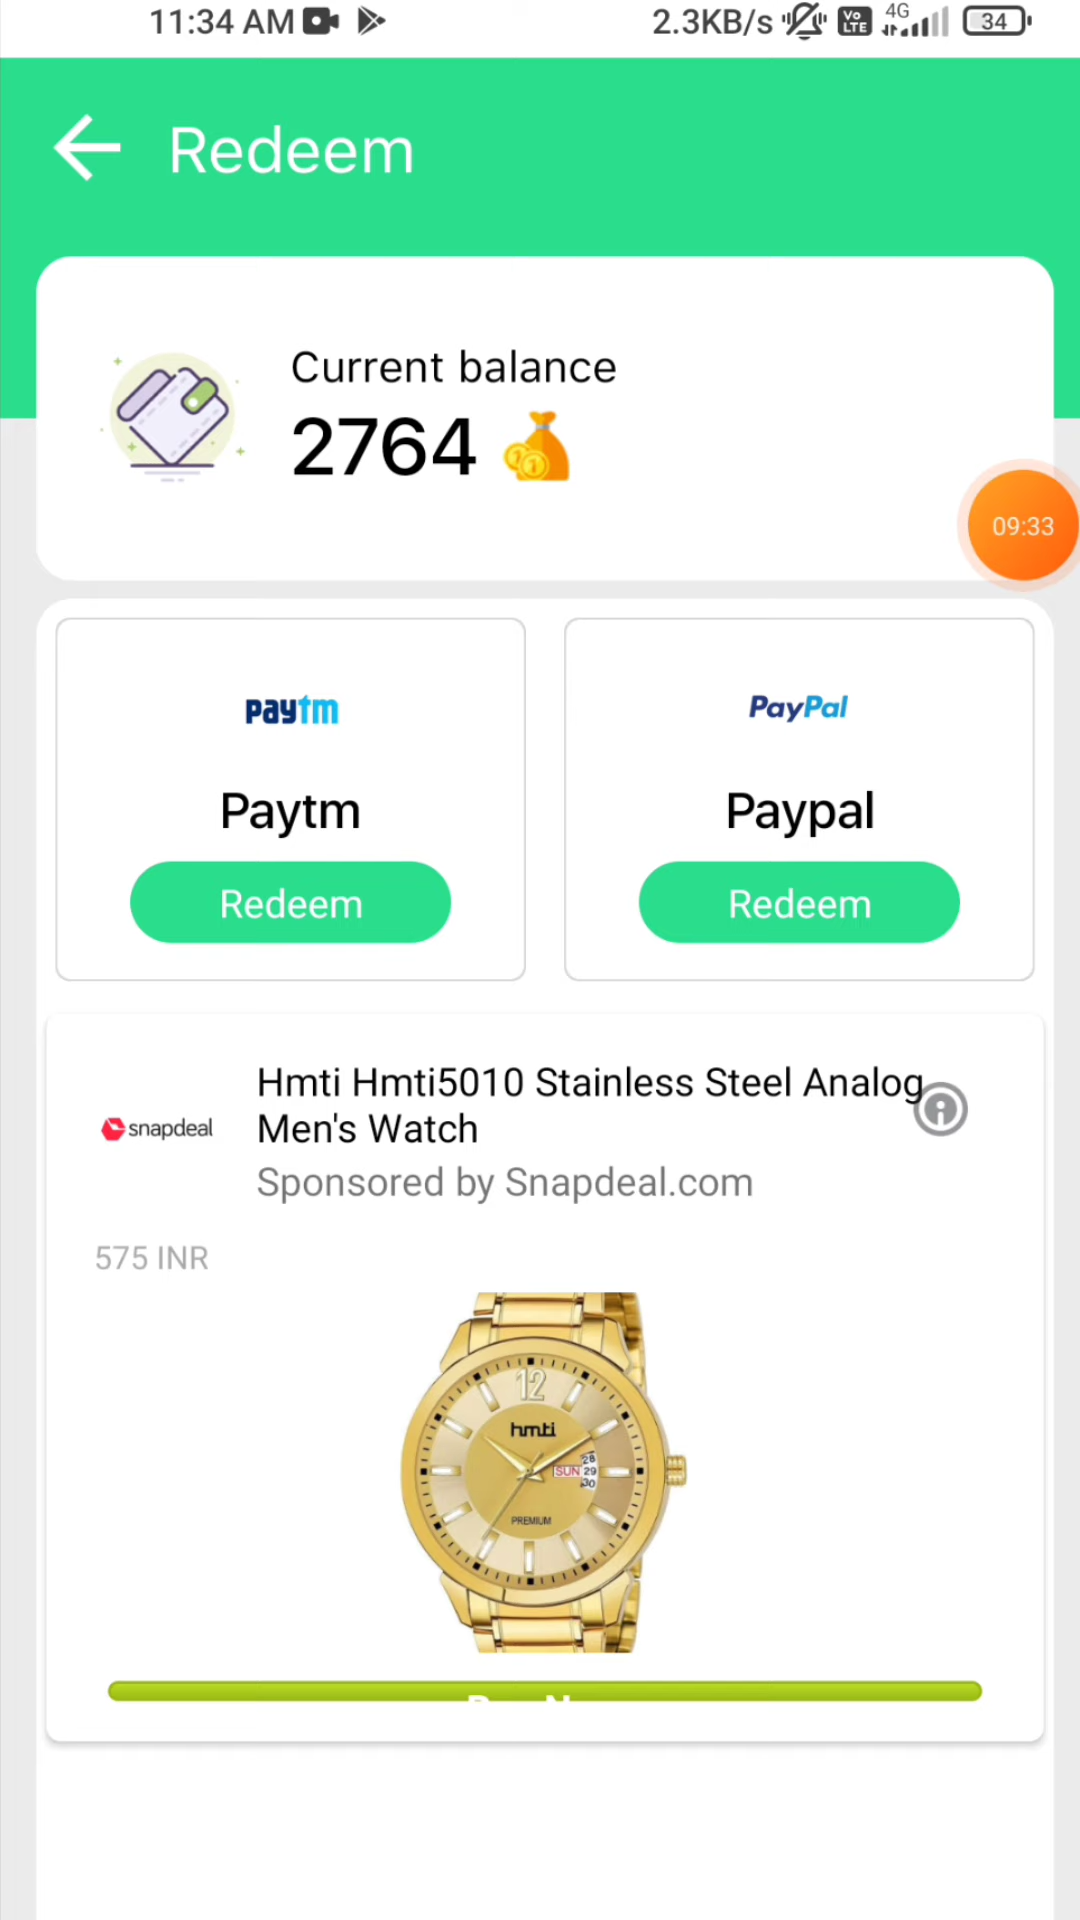 11:34 AM
2.3KB/s Vo LTE 4G 34
Redeem
Current balance
2764
09:33
paytm
PayPal
Paytm
Paypal
Redeem
Redeem
Hmti Hmti5010 Stainless Steel Analog
Men's Watch
snapdeal
Sponsored by Snapdeal.com
575 INR
12
hmti
28
SUN 29
30
PREMIUM